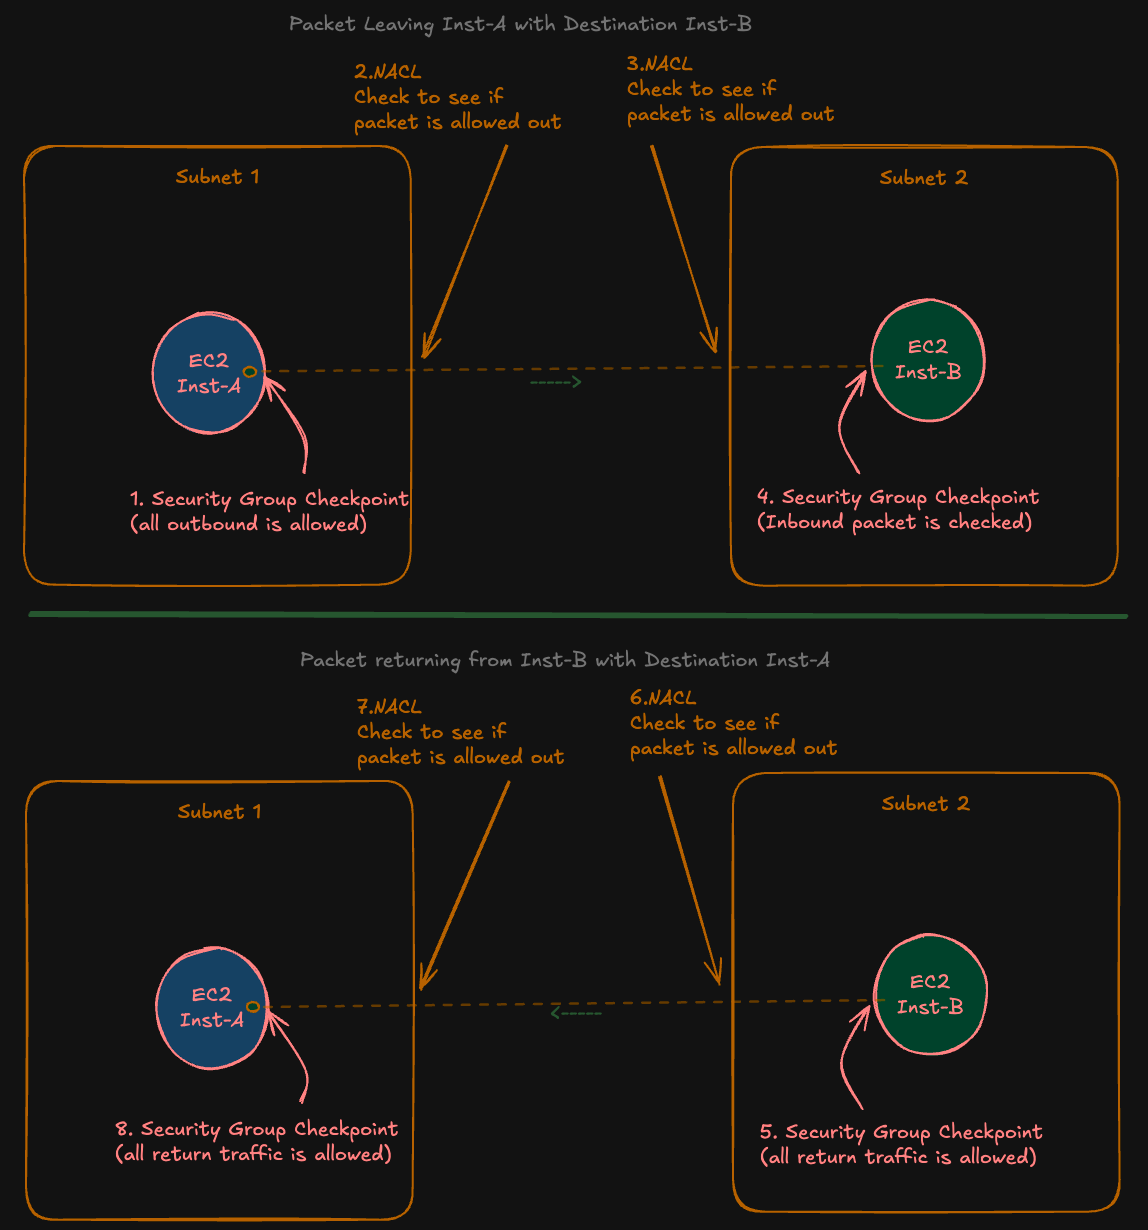 Packet Leaving Inst-A with Destination Inst-B
2.NACL
Check to see if
packet is allowed out
3.NACL
Check to see if
packet is allowed out
Subnet 1
Subnet 2
EC2
Inst-A
EC2
Inst-B
1. Security Group Checkpoint
(all outbound is allowed)
4. Security Group Checkpoint
(Inbound packet is checked)
Packet returning from Inst-B with Destination Inst-A
7.NACL
Check to see if
packet is allowed out
6.NACL
Check to see if
packet is allowed out
Subnet 1
Subnet 2
EC2
Inst-A
EC2
Inst-B
8. Security Group Checkpoint
(all return traffic is allowed)
5. Security Group Checkpoint
(all return traffic is allowed)